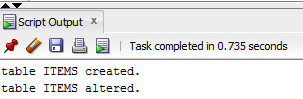 Script Output x
Task completed in 0.735 seconds
table ITEMS created.
table ITEMS altered.